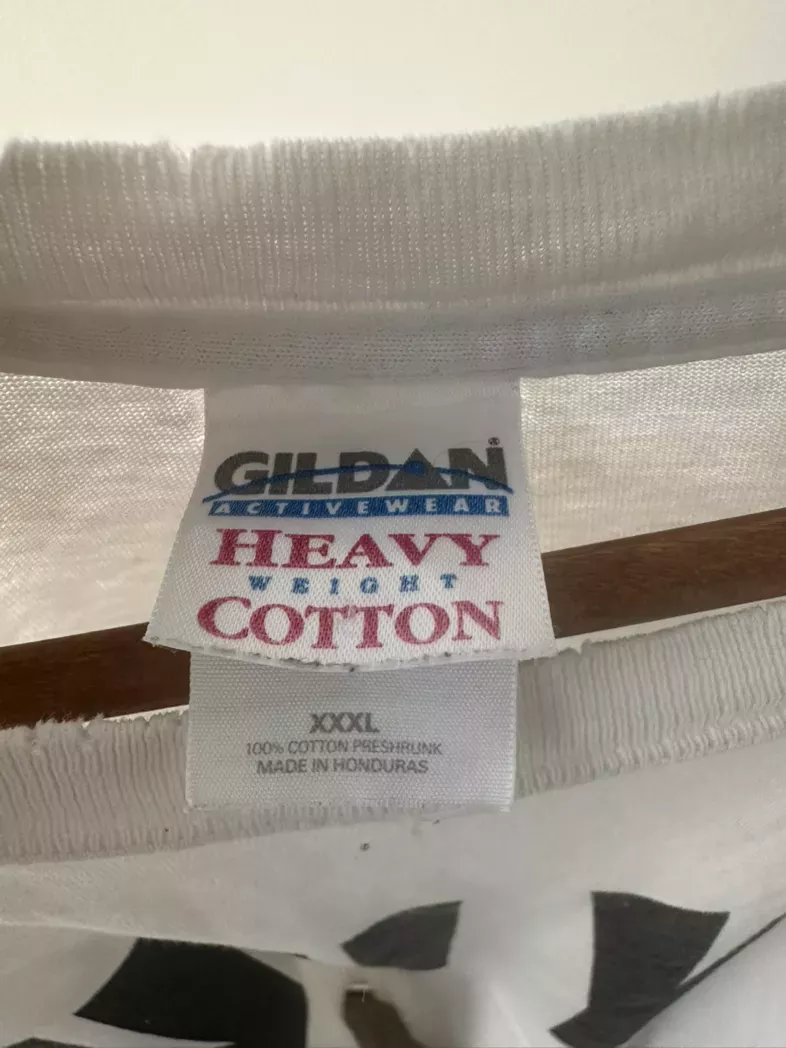 GILDAN®
ACTIVEWEAR
HEAVY
WEIGHT
COTTON
XXXL
100% COTTON PRESHRUNK
MADE IN HONDURAS